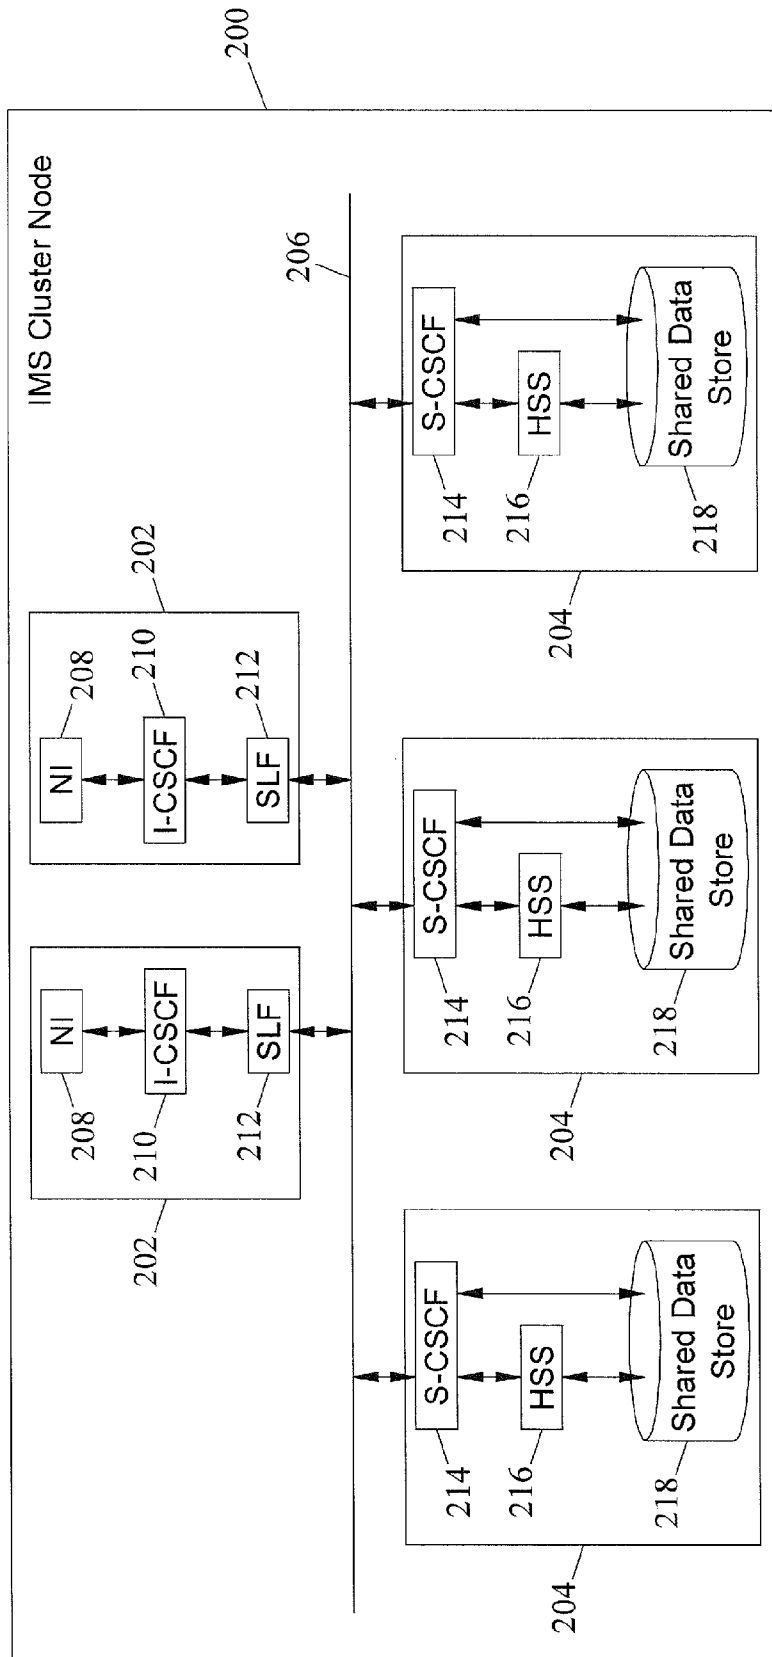 200
IMS Cluster Node
202
202
NI
208
NI
208
I-CSCF
210
I-CSCF
210
SLF
212
SLF
212
206
S-CSCF
214
HSS
216
Shared Data
Store
218
204
S-CSCF
214
HSS
216
Shared Data
Store
218
204
S-CSCF
214
HSS
216
Shared Data
Store
218
204